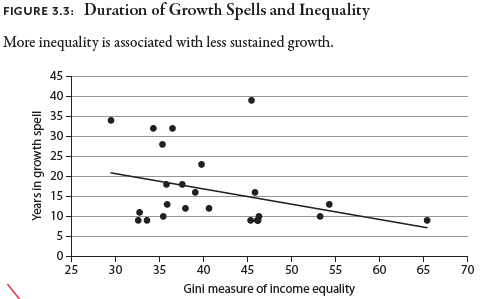 FIGURE 3.3: Duration of Growth Spells and Inequality
More inequality is associated with less sustained growth.
Years in growth spell
45
40
35
30
25
20
15
10
5
0
25 30 35 40 45 50 55 60 65 70
Gini measure of income equality